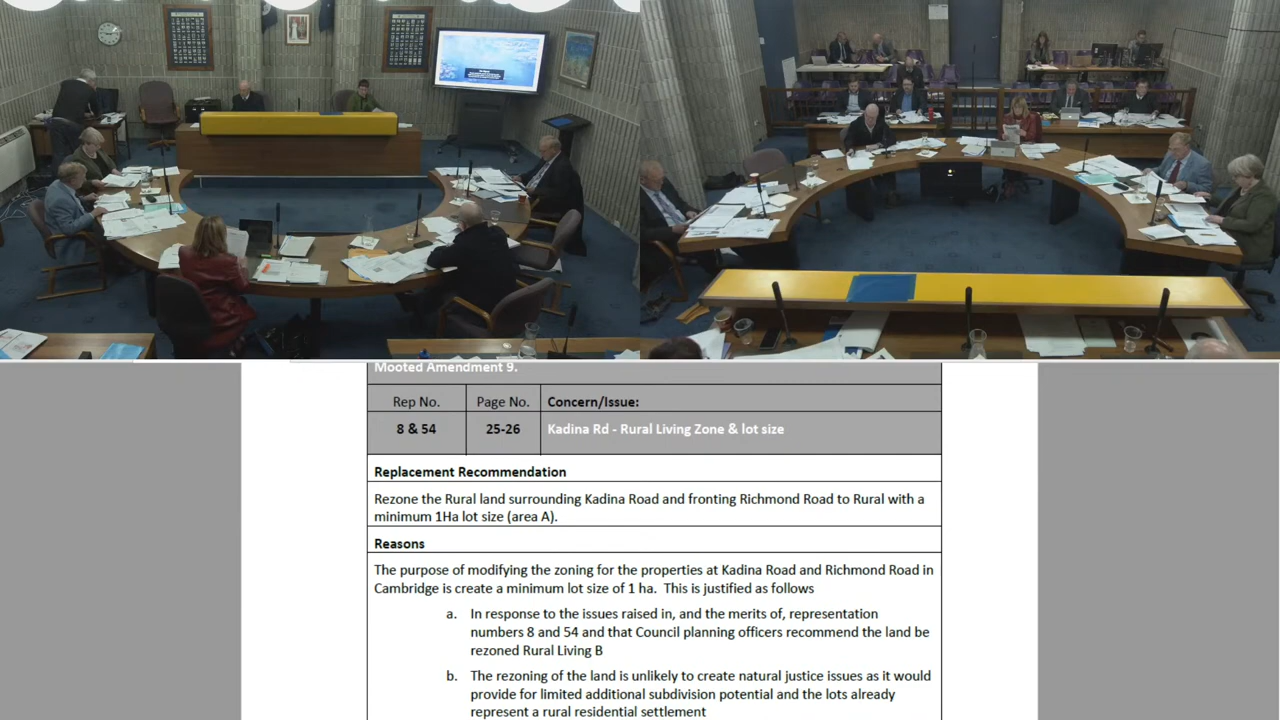 Mooted Amendment 9.
Rep No. Page No. Concern/Issue:
8 & 54 25-26 Kadina Rd - Rural Living Zone & lot size
Replacement Recommendation
Rezone the Rural land surrounding Kadina Road and fronting Richmond Road to Rural with a
minimum 1Ha lot size (area A).
Reasons
The purpose of modifying the zoning for the properties at Kadina Road and Richmond Road in
Cambridge is create a minimum lot size of 1 ha. This is justified as follows
a. In response to the issues raised in, and the merits of, representation
numbers 8 and 54 and that Council planning officers recommend the land be
rezoned Rural Living B
b. The rezoning of the land is unlikely to create natural justice issues as it would
provide for limited additional subdivision potential and the lots already
represent a rural residential settlement